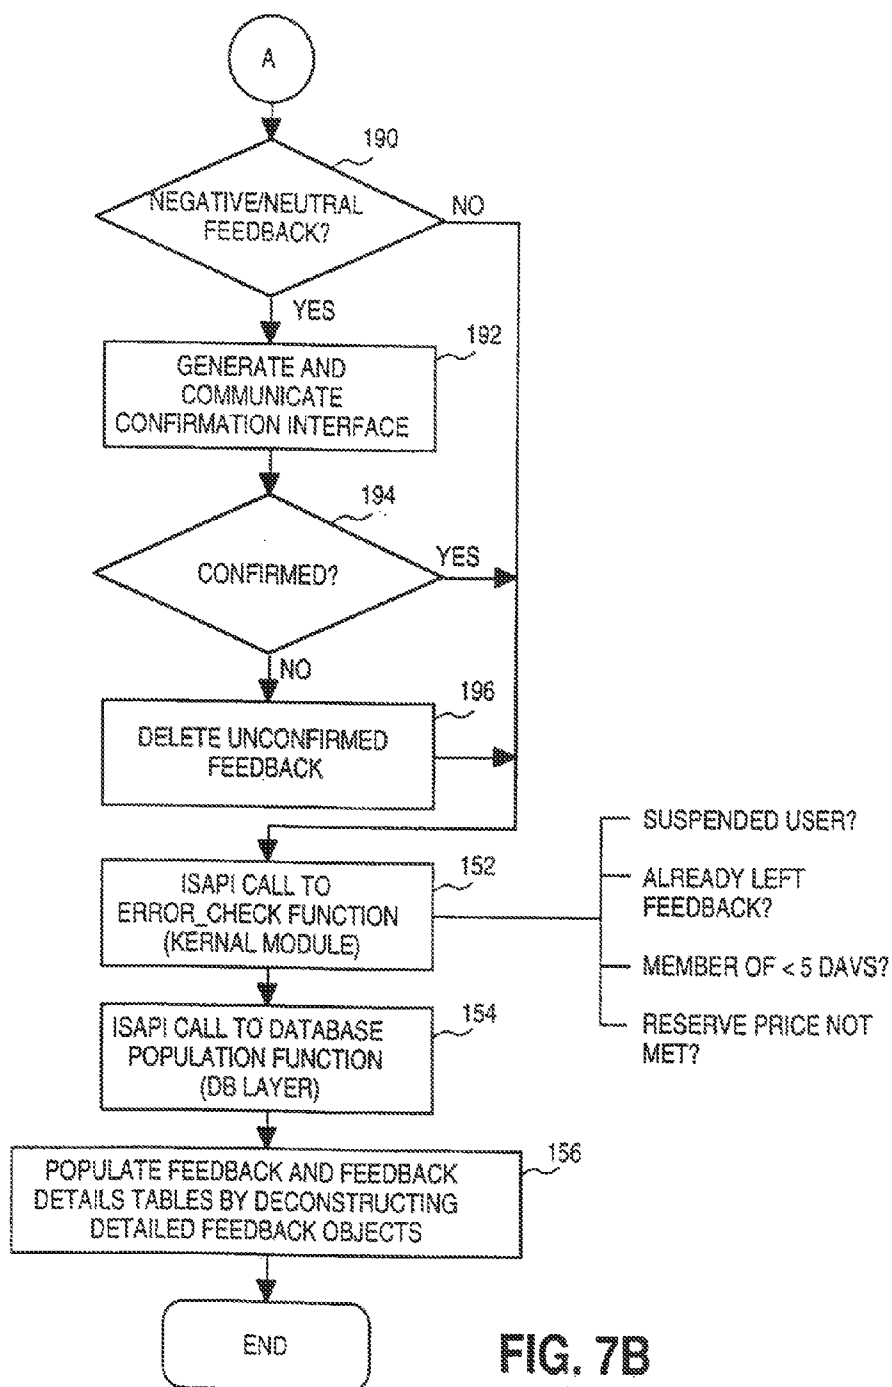 A
190
NEGATIVE/NEUTRAL
FEEDBACK?
NO
YES
192
GENERATE AND
COMMUNICATE
CONFIRMATION INTERFACE
194
CONFIRMED?
YES
NO
196
DELETE UNCONFIRMED
FEEDBACK
152
ISAPI CALL TO
ERROR_CHECK FUNCTION
(KERNAL MODULE)
SUSPENDED USER?
ALREADY LEFT
FEEDBACK?
MEMBER OF < 5 DAYS?
RESERVE PRICE NOT
MET?
154
ISAPI CALL TO DATABASE
POPULATION FUNCTION
(DB LAYER)
156
POPULATE FEEDBACK AND FEEDBACK
DETAILS TABLES BY DECONSTRUCTING
DETAILED FEEDBACK OBJECTS
END
FIG. 7B